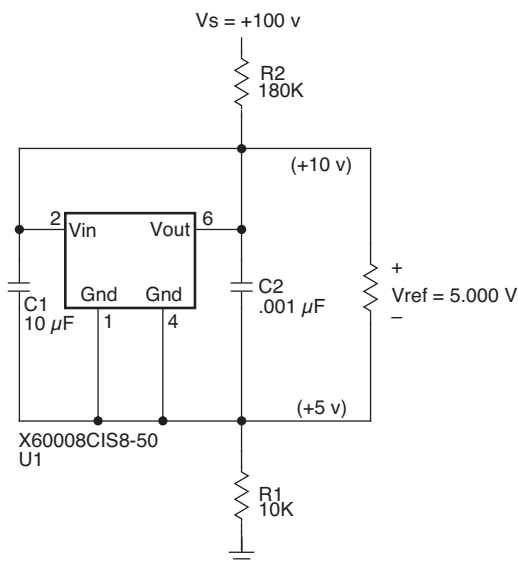 Vs = +100 v
R2
180K
(+10 v)
2
Vin
Vout
6
C1
10 µF
Gnd
Gnd
1
4
C2
.001 µF
+
Vref = 5.000 V
–
(+5 v)
X60008CIS8-50
U1
R1
10K